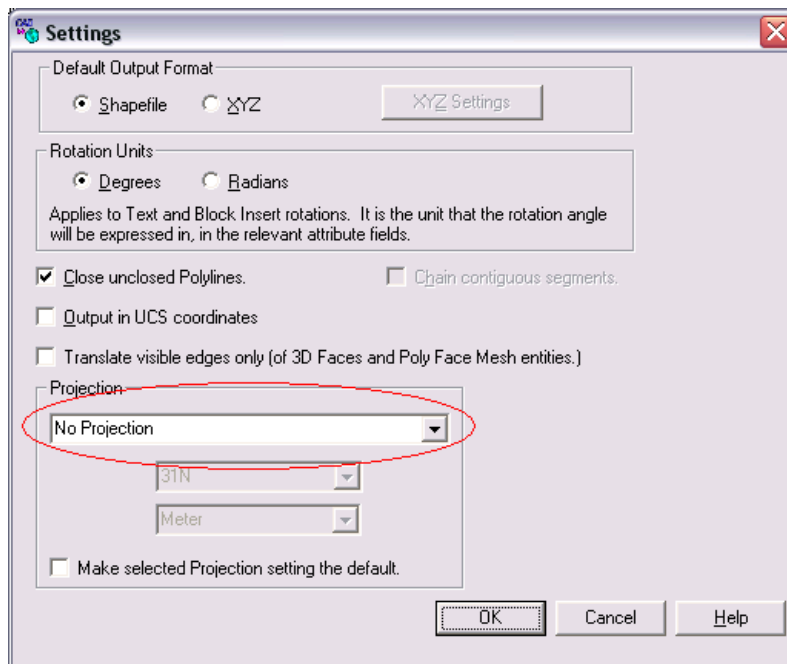 Settings
Default Output Format
Shapefile
XYZ
XYZ Settings
Rotation Units
Degrees
Radians
Applies to Text and Block Insert rotations. It is the unit that the rotation angle
will be expressed in, in the relevant attribute fields.
Close unclosed Polylines.
Chain contiguous segments.
Output in UCS coordinates
Translate visible edges only (of 3D Faces and Poly Face Mesh entities.)
Projection
No Projection
31N
Meter
Make selected Projection setting the default.
OK
Cancel
Help